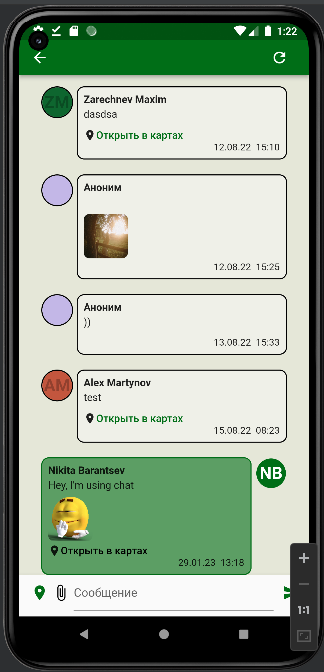 1:22
ZM
Zarechnev Maxim
dasdsa
Открыть в картах
12.08.22 15:10
Аноним
12.08.22 15:25
Аноним
))
13.08.22 15:33
AM
Alex Martynov
test
Открыть в картах
15.08.22 08:23
Nikita Barantsev
NB
Hey, I'm using chat
Открыть в картах
29.01.23 13:18
Сообщение
1:1